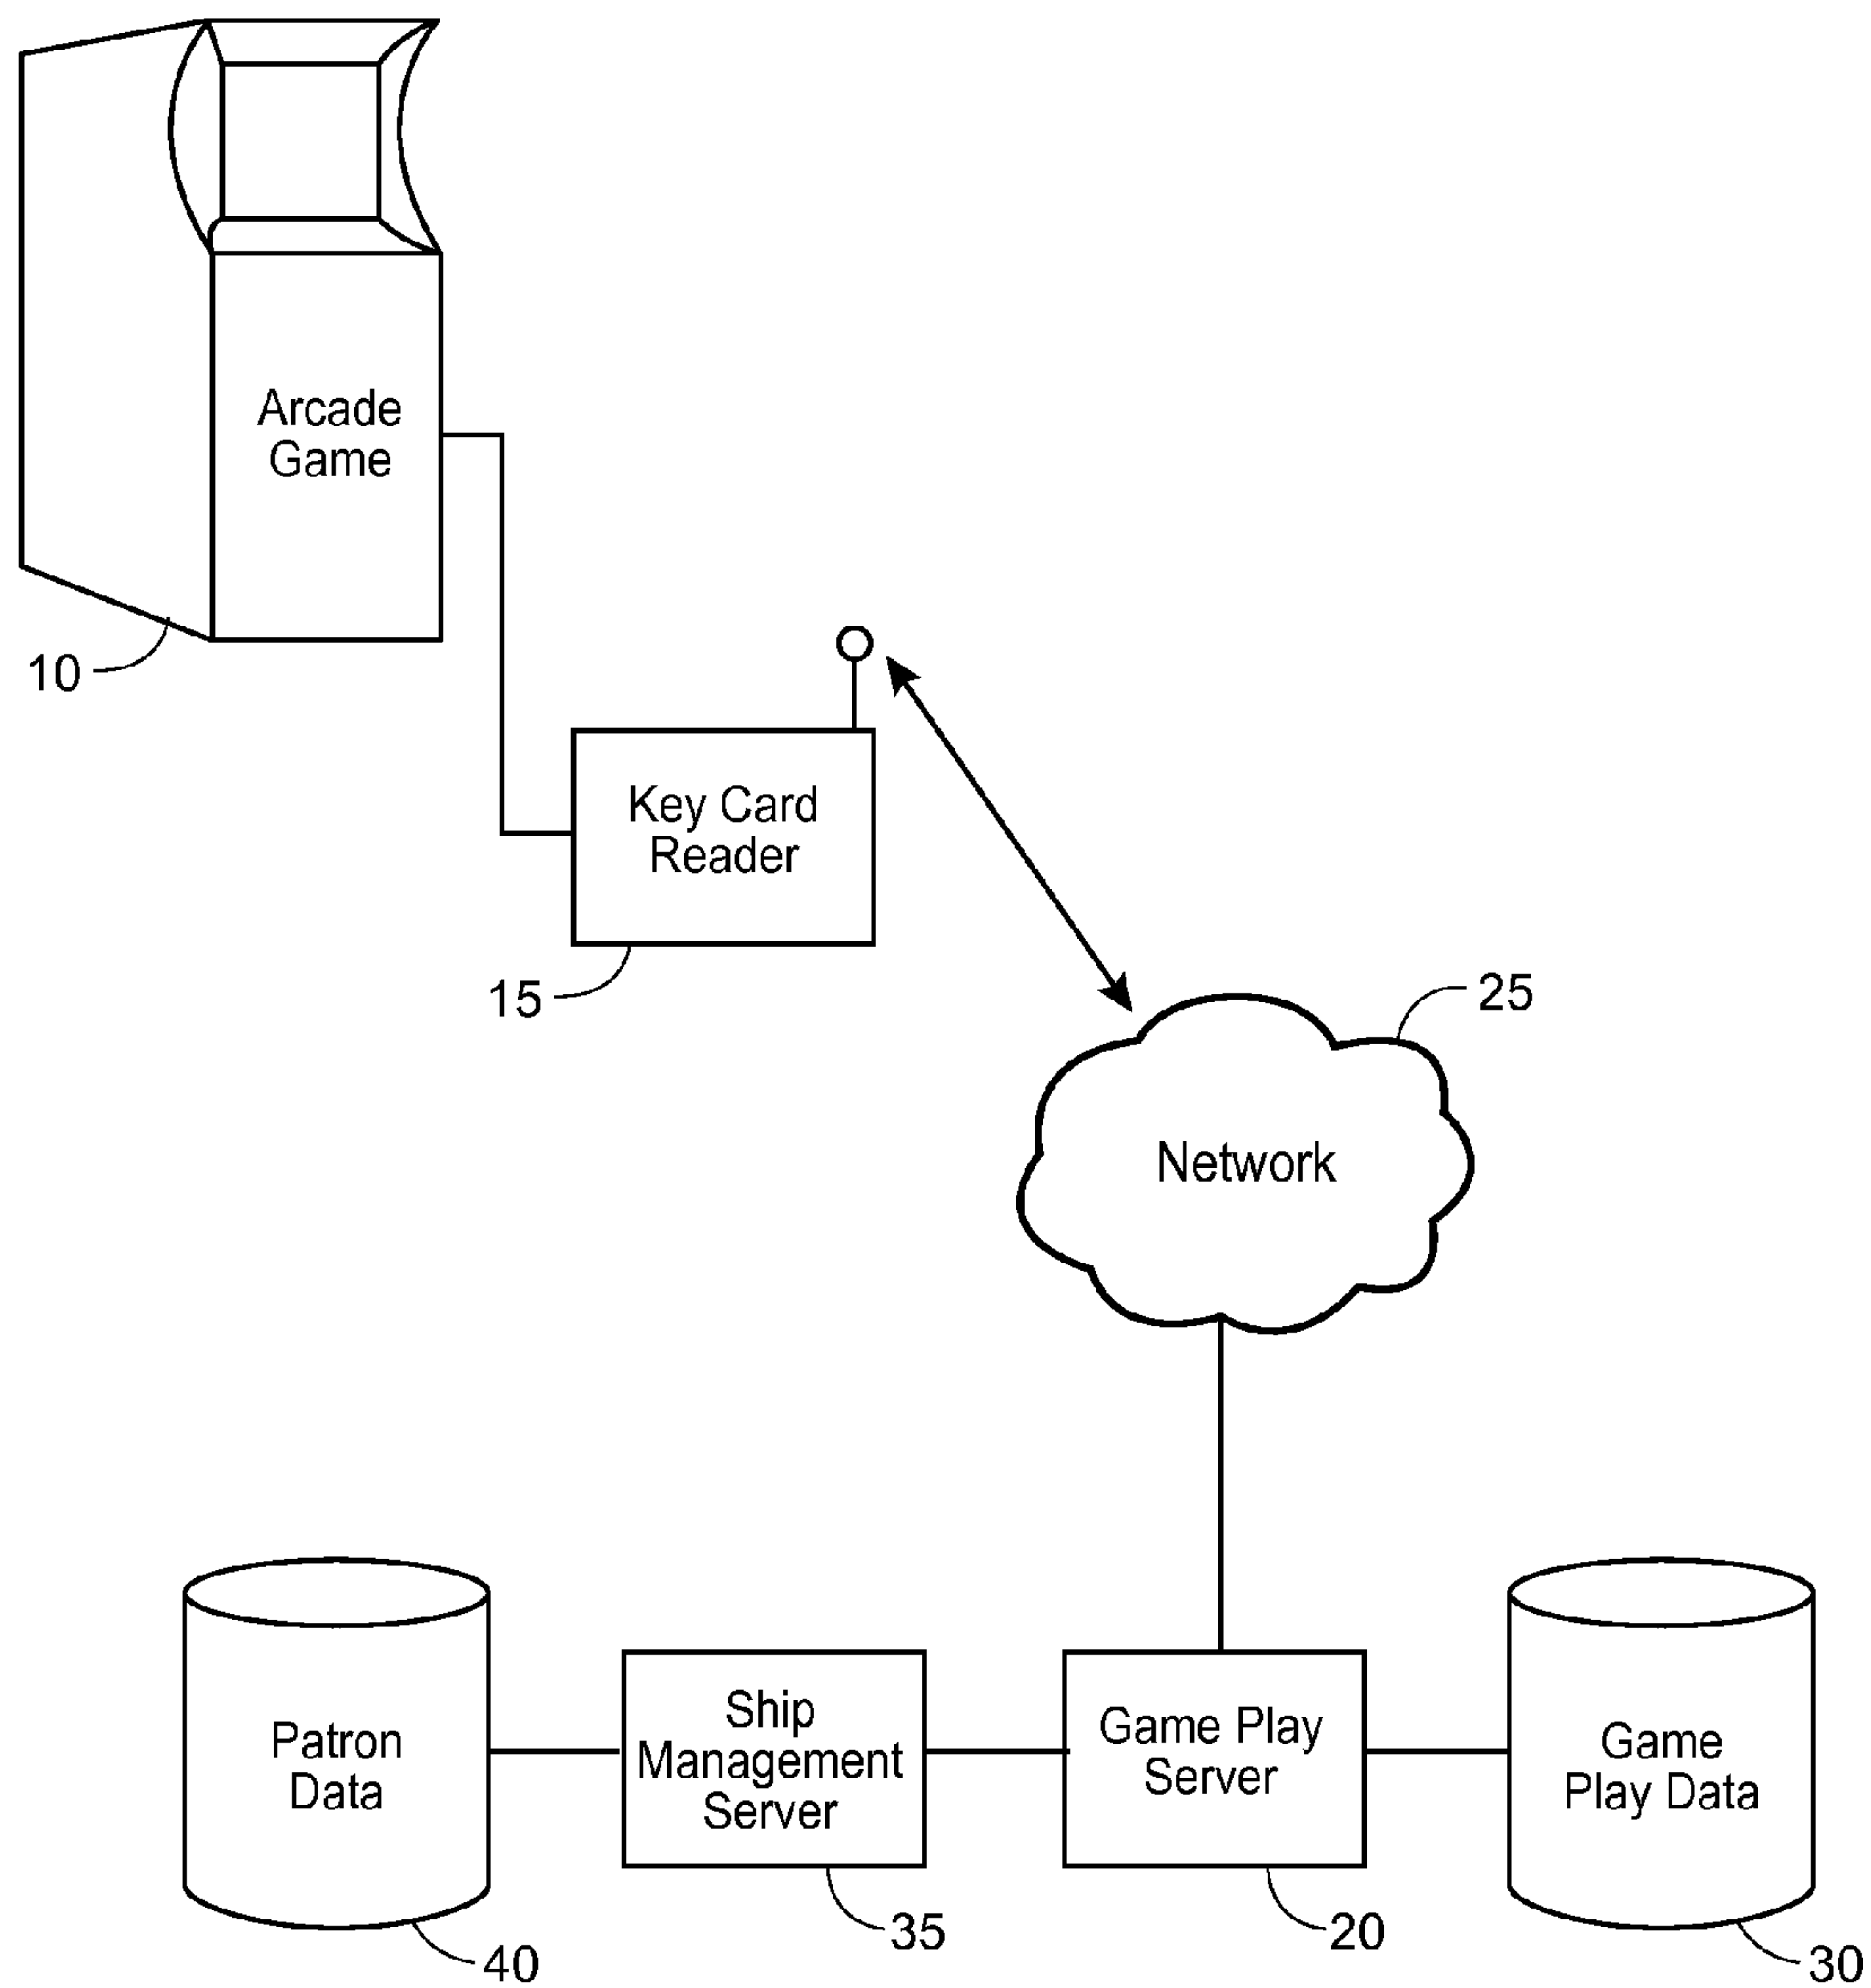 Arcade
Game
10
Key Card
Reader
15
25
Network
Patron
Data
Ship
Management
Server
Game Play
Server
Game
Play Data
40
35
20
30